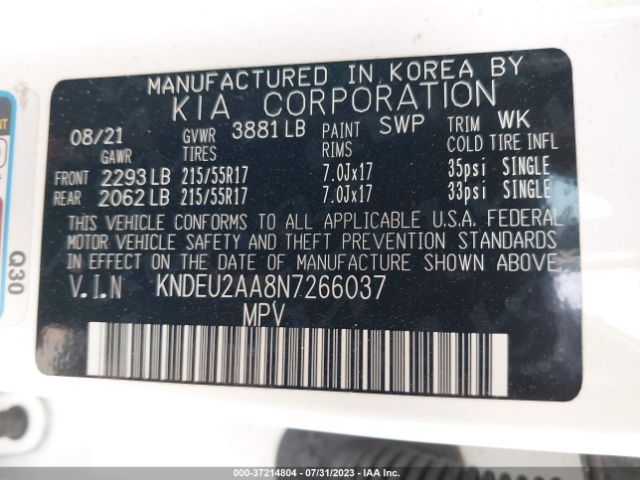 MANUFACTURED IN KOREA BY
KIA CORPORATION
08/21 GVWR 3881 LB PAINT SWP TRIM WK
GAWR TIRES RIMS COLD TIRE INFL
FRONT 2293 LB 215/55R17 7.0Jx17 35psi SINGLE
REAR 2062 LB 215/55R17 7.0Jx17 33psi SINGLE
THIS VEHICLE CONFORMS TO ALL APPLICABLE U.S.A. FEDERAL
MOTOR VEHICLE SAFETY AND THEFT PREVENTION STANDARDS
IN EFFECT ON THE DATE OF MANUFACTURE SHOWN ABOVE.
V.I.N KNDEU2AA8N7266037
MPV
Q30
000-37214804 - 07/31/2023 - IAA Inc.